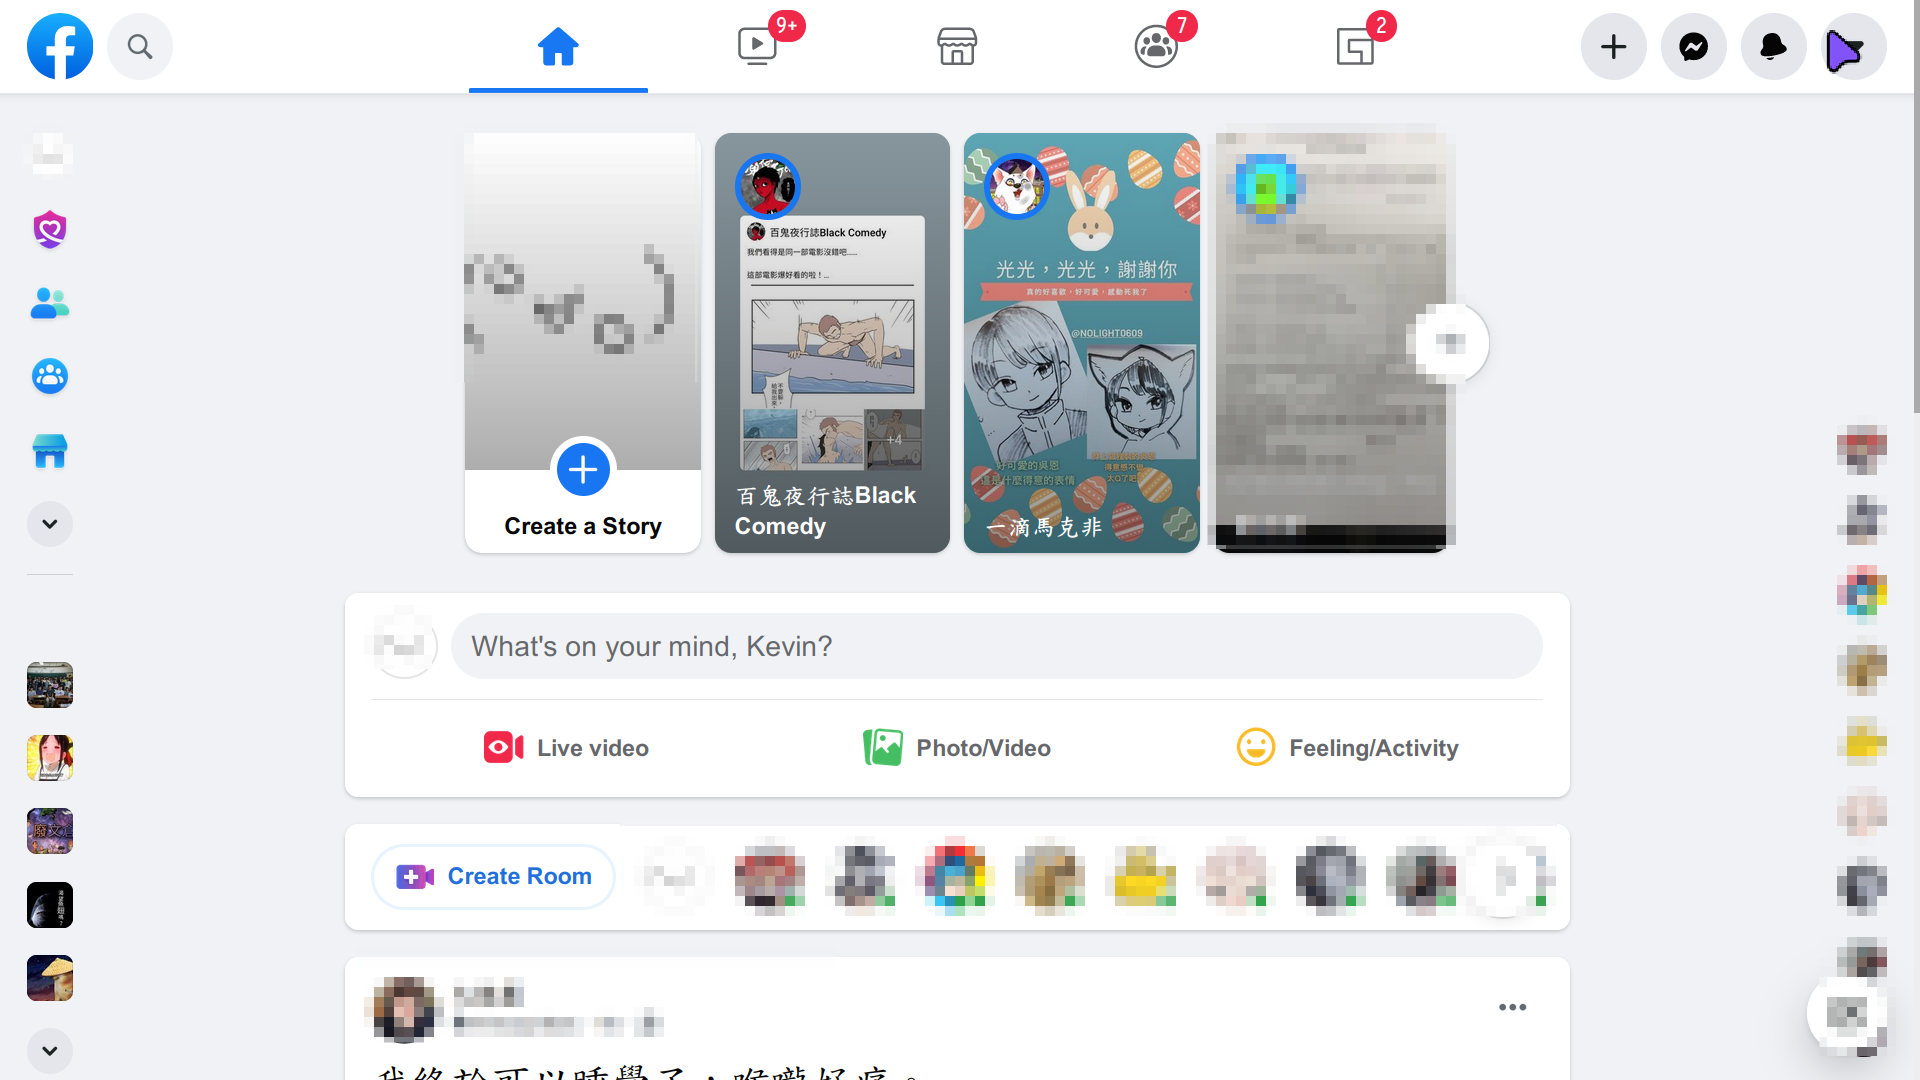 9+
7
2
百鬼夜行誌Black Comedy
我們看得是同一部電影沒錯吧......
這部電影爆好看的啦！...
+4
百鬼夜行誌Black
Comedy
光光，光光，謝謝你
真的好喜歡，好可愛，感動死我了
@NOLIGHT0609
好可愛的吳恩
這是什麼得意的表情
一滴馬克非
Create a Story
What's on your mind, Kevin?
Live video
Photo/Video
Feeling/Activity
廢文
Create Room
我終於可以睡覺了，喉嚨好痛。